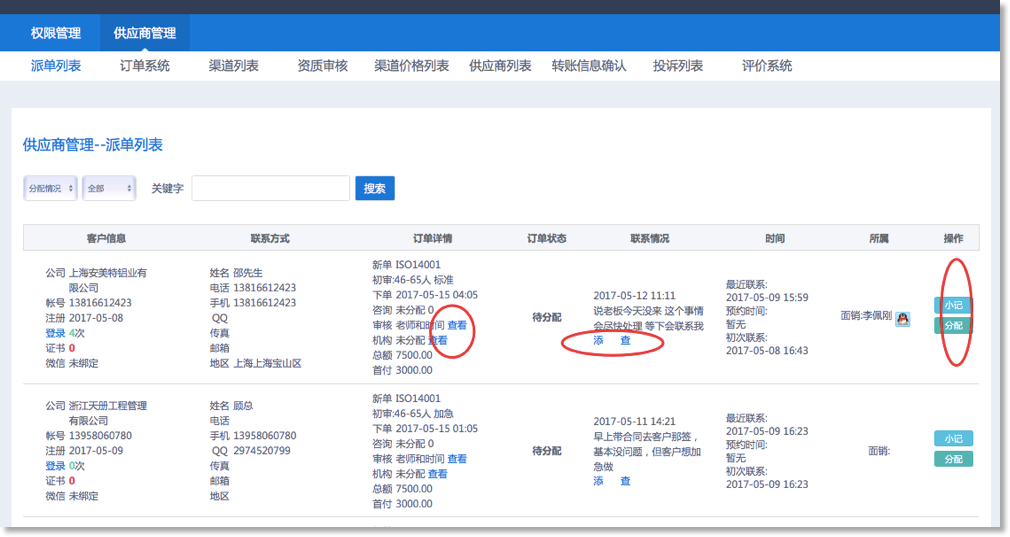 权限管理 供应商管理
派单列表 订单系统 渠道列表 资质审核 渠道价格列表 供应商列表 转账信息确认 投诉列表 评价系统
供应商管理--派单列表
分配情况 全部 关键字 搜索
客户信息 联系方式 订单详情 订单状态 联系情况 时间 所属 操作
公司 上海安美特铝业有
限公司
帐号 13816612423
注册 2017-05-08
登录 4次
证书 0
微信 未绑定
姓名 邵先生
电话 13816612423
手机 13816612423
QQ
传真
邮箱
地区 上海上海宝山区
新单 ISO14001
初审:46-65人 标准
下单 2017-05-15 04:05
咨询 未分配 0
审核 老师和时间 查看
机构 未分配 查看
总额 7500.00
首付 3000.00
待分配
2017-05-12 11:11
说老板今天没来 这个事情
会尽快处理 等下会联系我
添 查
最近联系:
2017-05-09 15:59
预约时间:
暂无
初次联系:
2017-05-08 16:43
面销:李佩刚
小记
分配
公司 浙江天册工程管理
有限公司
帐号 13958060780
注册 2017-05-09
登录 0次
证书 0
微信 未绑定
姓名 顾总
电话
手机 13958060780
QQ 2974520799
传真
邮箱
地区
新单 ISO14001
初审:46-65人 加急
下单 2017-05-15 01:05
咨询 未分配 0
审核 老师和时间 查看
机构 未分配 查看
总额 7500.00
首付 3000.00
待分配
2017-05-11 14:21
早上带合同去客户那签，
基本没问题，但客户想加
急做
添 查
最近联系:
2017-05-09 16:23
预约时间:
暂无
初次联系:
2017-05-09 16:23
面销:
小记
分配